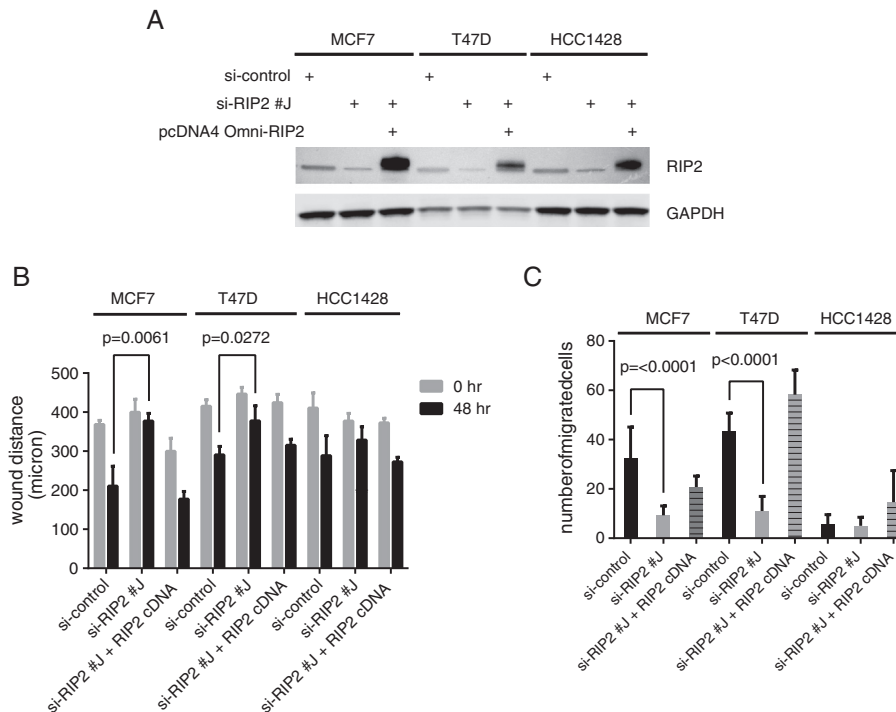 A
MCF7 T47D HCC1428
si-control + + +
si-RIP2 #J + + + + + +
pcDNA4 Omni-RIP2 + + +
RIP2
GAPDH
B
MCF7 T47D HCC1428
p=0.0061 p=0.0272
500
400
300
200
100
0
wound distance
(micron)
0 hr
48 hr
si-control
si-RIP2 #J
si-RIP2 #J + RIP2 cDNA
si-control
si-RIP2 #J
si-RIP2 #J + RIP2 cDNA
si-control
si-RIP2 #J
si-RIP2 #J + RIP2 cDNA
C
MCF7 T47D HCC1428
p=<0.0001 p<0.0001
80
60
40
20
0
numberofmigratedcells
si-control
si-RIP2 #J
si-RIP2 #J + RIP2 cDNA
si-control
si-RIP2 #J
si-RIP2 #J + RIP2 cDNA
si-control
si-RIP2 #J
si-RIP2 #J + RIP2 cDNA